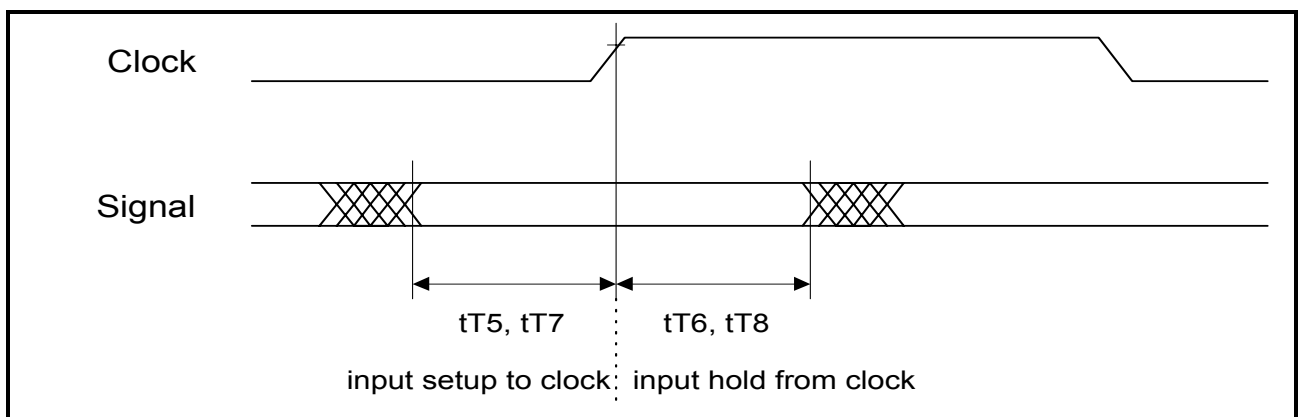 Clock
Signal
tT5, tT7 tT6, tT8
input setup to clock input hold from clock